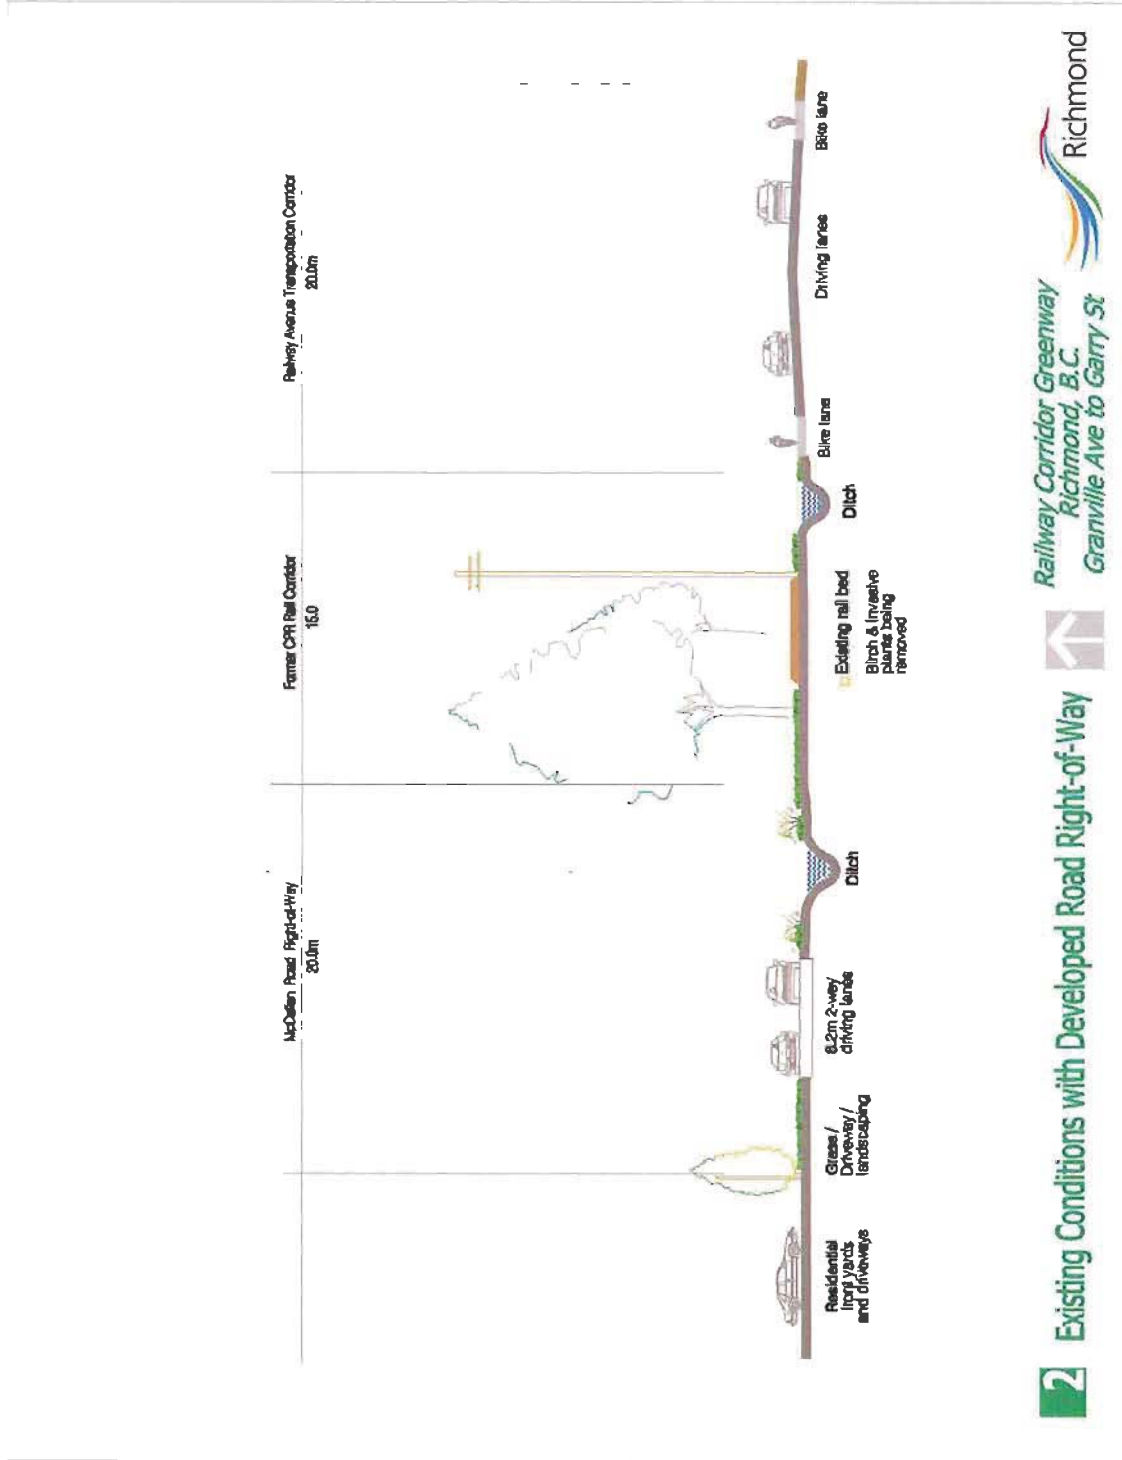 McCallan Road Right-of-Way
20.0m
Former CPR Rail Corridor
15.0
Railway Avenue Transportation Corridor
20.0m
Residential
front yards
and driveways
Grass /
Driveway /
landscaping
2-way
driving lanes
Ditch
Existing rail bed
Birch & Invasive
plants being
removed
Ditch
Bike lane
Driving lanes
Bike lane
2 Existing Conditions with Developed Road Right-of-Way
Railway Corridor Greenway
Richmond, B.C.
Granville Ave to Garry St
Richmond